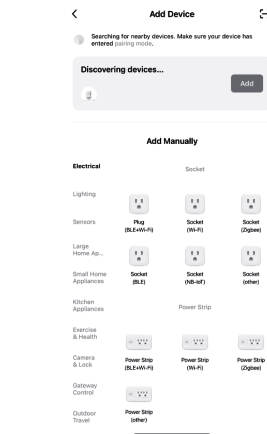 Add Device
Searching for nearby devices. Make sure your device has
entered pairing mode.
Discovering devices...
Add
Add Manually
Electrical
Lighting
Sensors
Large
Home Ap...
Small Home
Appliances
Kitchen
Appliances
Exercise
& Health
Camera
& Lock
Gateway
Control
Outdoor
Travel
Socket
Plug
(BLE+Wi-Fi)
Socket
(Wi-Fi)
Socket
(Zigbee)
Socket
(BLE)
Socket
(NB-IoT)
Socket
(other)
Power Strip
Power Strip
(BLE+Wi-Fi)
Power Strip
(Wi-Fi)
Power Strip
(Zigbee)
Power Strip
(other)